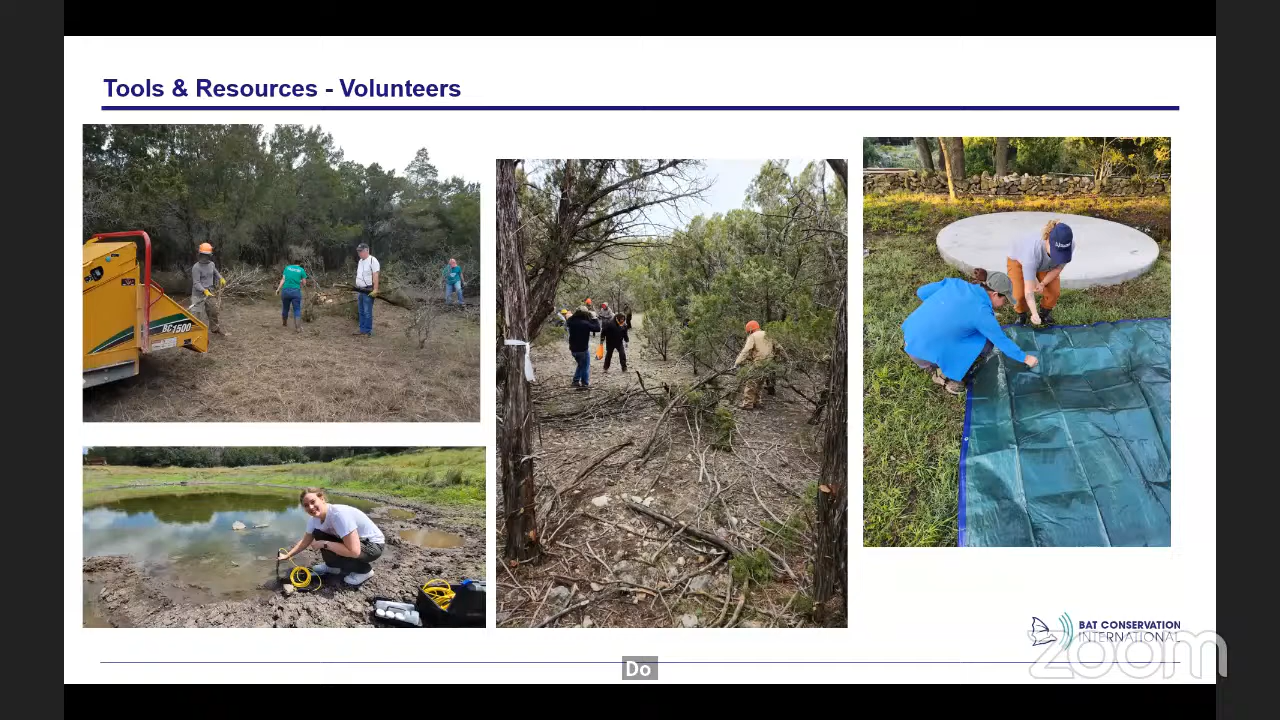 Tools & Resources - Volunteers
BC1500
BAT CONSERVATION
INTERNATIONAL
zoom
Do